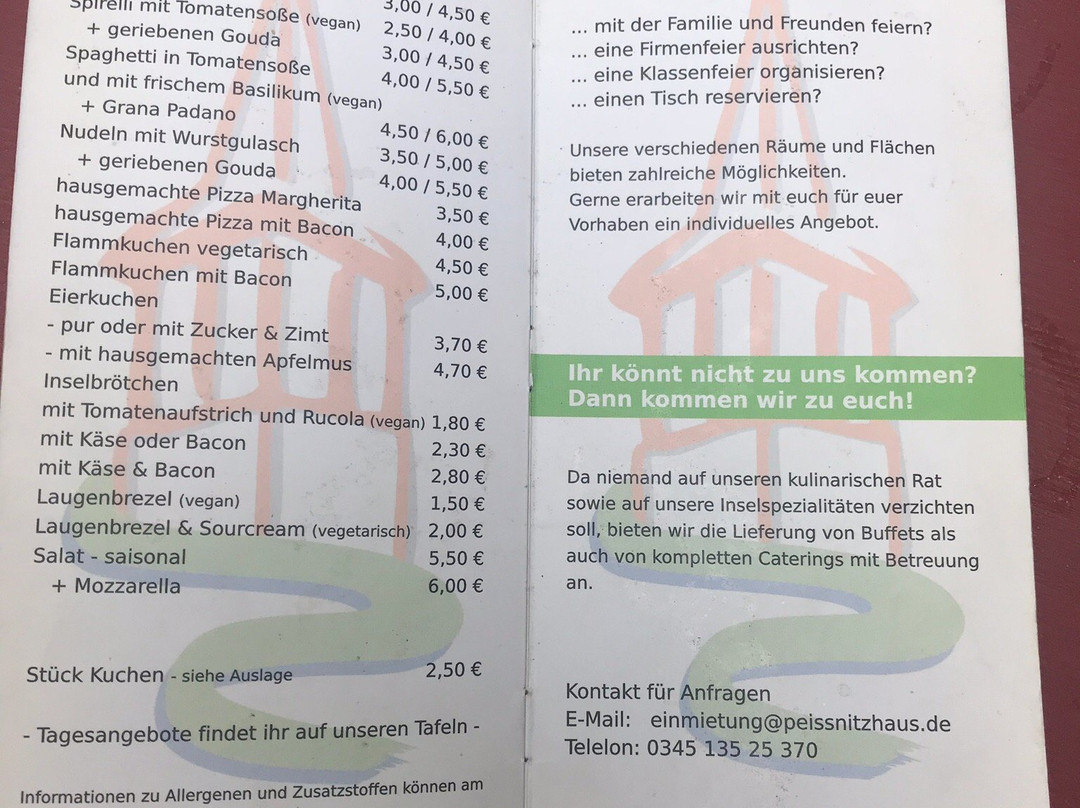 Spirelli mit Tomatensoße (vegan) 3,00 / 4,50 €
+ geriebenen Gouda 2,50 / 4,00 €
Spaghetti in Tomatensoße 3,00 / 4,50 €
und mit frischem Basilikum (vegan) 4,00 / 5,50 €
+ Grana Padano
Nudeln mit Wurstgulasch 4,50 / 6,00 €
+ geriebenen Gouda 3,50 / 5,00 €
hausgemachte Pizza Margherita 4,00 / 5,50 €
hausgemachte Pizza mit Bacon 3,50 €
Flammkuchen vegetarisch 4,00 €
Flammkuchen mit Bacon 4,50 €
Eierkuchen 5,00 €
- pur oder mit Zucker & Zimt 3,70 €
- mit hausgemachten Apfelmus 4,70 €
Inselbrötchen
mit Tomatenaufstrich und Rucola (vegan) 1,80 €
mit Käse oder Bacon 2,30 €
mit Käse & Bacon 2,80 €
Laugenbrezel (vegan) 1,50 €
Laugenbrezel & Sourcream (vegetarisch) 2,00 €
Salat - saisonal 5,50 €
+ Mozzarella 6,00 €
Stück Kuchen - siehe Auslage 2,50 €
- Tagesangebote findet ihr auf unseren Tafeln -
Informationen zu Allergenen und Zusatzstoffen können am
... mit der Familie und Freunden feiern?
... eine Firmenfeier ausrichten?
... eine Klassenfeier organisieren?
... einen Tisch reservieren?
Unsere verschiedenen Räume und Flächen
bieten zahlreiche Möglichkeiten.
Gerne erarbeiten wir mit euch für euer
Vorhaben ein individuelles Angebot.
Ihr könnt nicht zu uns kommen?
Dann kommen wir zu euch!
Da niemand auf unseren kulinarischen Rat
sowie auf unsere Inselspezialitäten verzichten
soll, bieten wir die Lieferung von Buffets als
auch von kompletten Caterings mit Betreuung
an.
Kontakt für Anfragen
E-Mail: einmietung@peissnitzhaus.de
Telelon: 0345 135 25 370